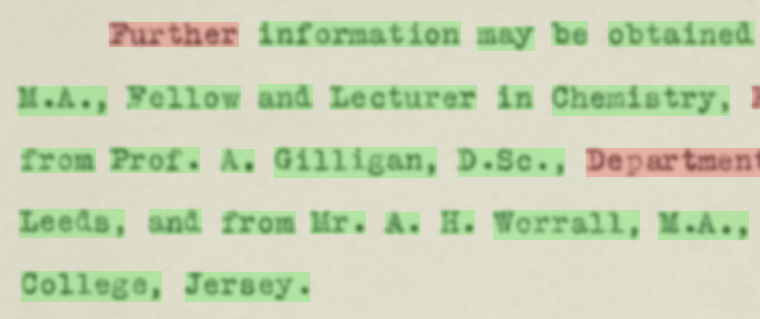 Further information may be obtained
M.A., Fellow and Lecturer in Chemistry,
from Prof. A. Gilligan, D.Sc., Department
Leeds, and from Mr. A. H. Worrall, M.A.,
College, Jersey.